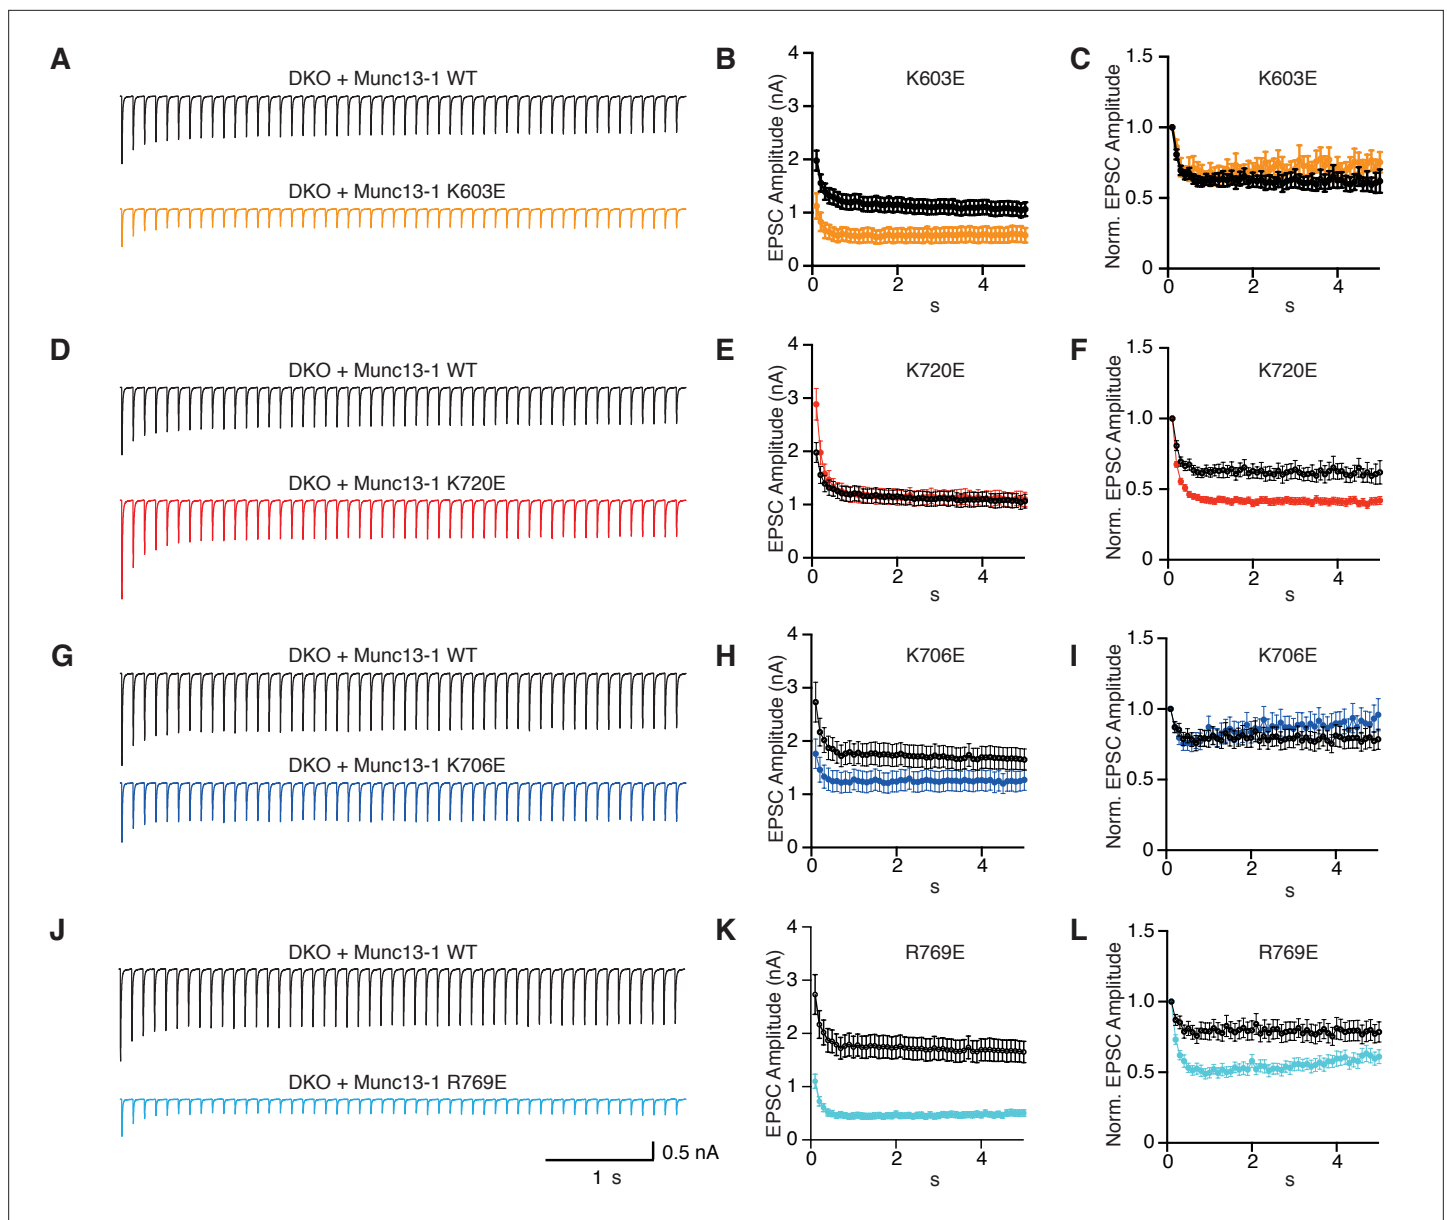 A
DKO + Munc13-1 WT
DKO + Munc13-1 K603E
B
K603E
EPSC Amplitude (nA)
4
3
2
1
0
0
2
4
s
C
K603E
Norm. EPSC Amplitude
1.5
1.0
0.5
0
0
2
4
s
D
DKO + Munc13-1 WT
DKO + Munc13-1 K720E
E
K720E
EPSC Amplitude (nA)
4
3
2
1
0
0
2
4
s
F
K720E
Norm. EPSC Amplitude
1.5
1.0
0.5
0
0
2
4
s
G
DKO + Munc13-1 WT
DKO + Munc13-1 K706E
H
K706E
EPSC Amplitude (nA)
4
3
2
1
0
0
2
4
s
I
K706E
Norm. EPSC Amplitude
1.5
1.0
0.5
0
0
2
4
s
J
DKO + Munc13-1 WT
DKO + Munc13-1 R769E
0.5 nA
1 s
K
R769E
EPSC Amplitude (nA)
4
3
2
1
0
0
2
4
s
L
R769E
Norm. EPSC Amplitude
1.5
1.0
0.5
0
0
2
4
s